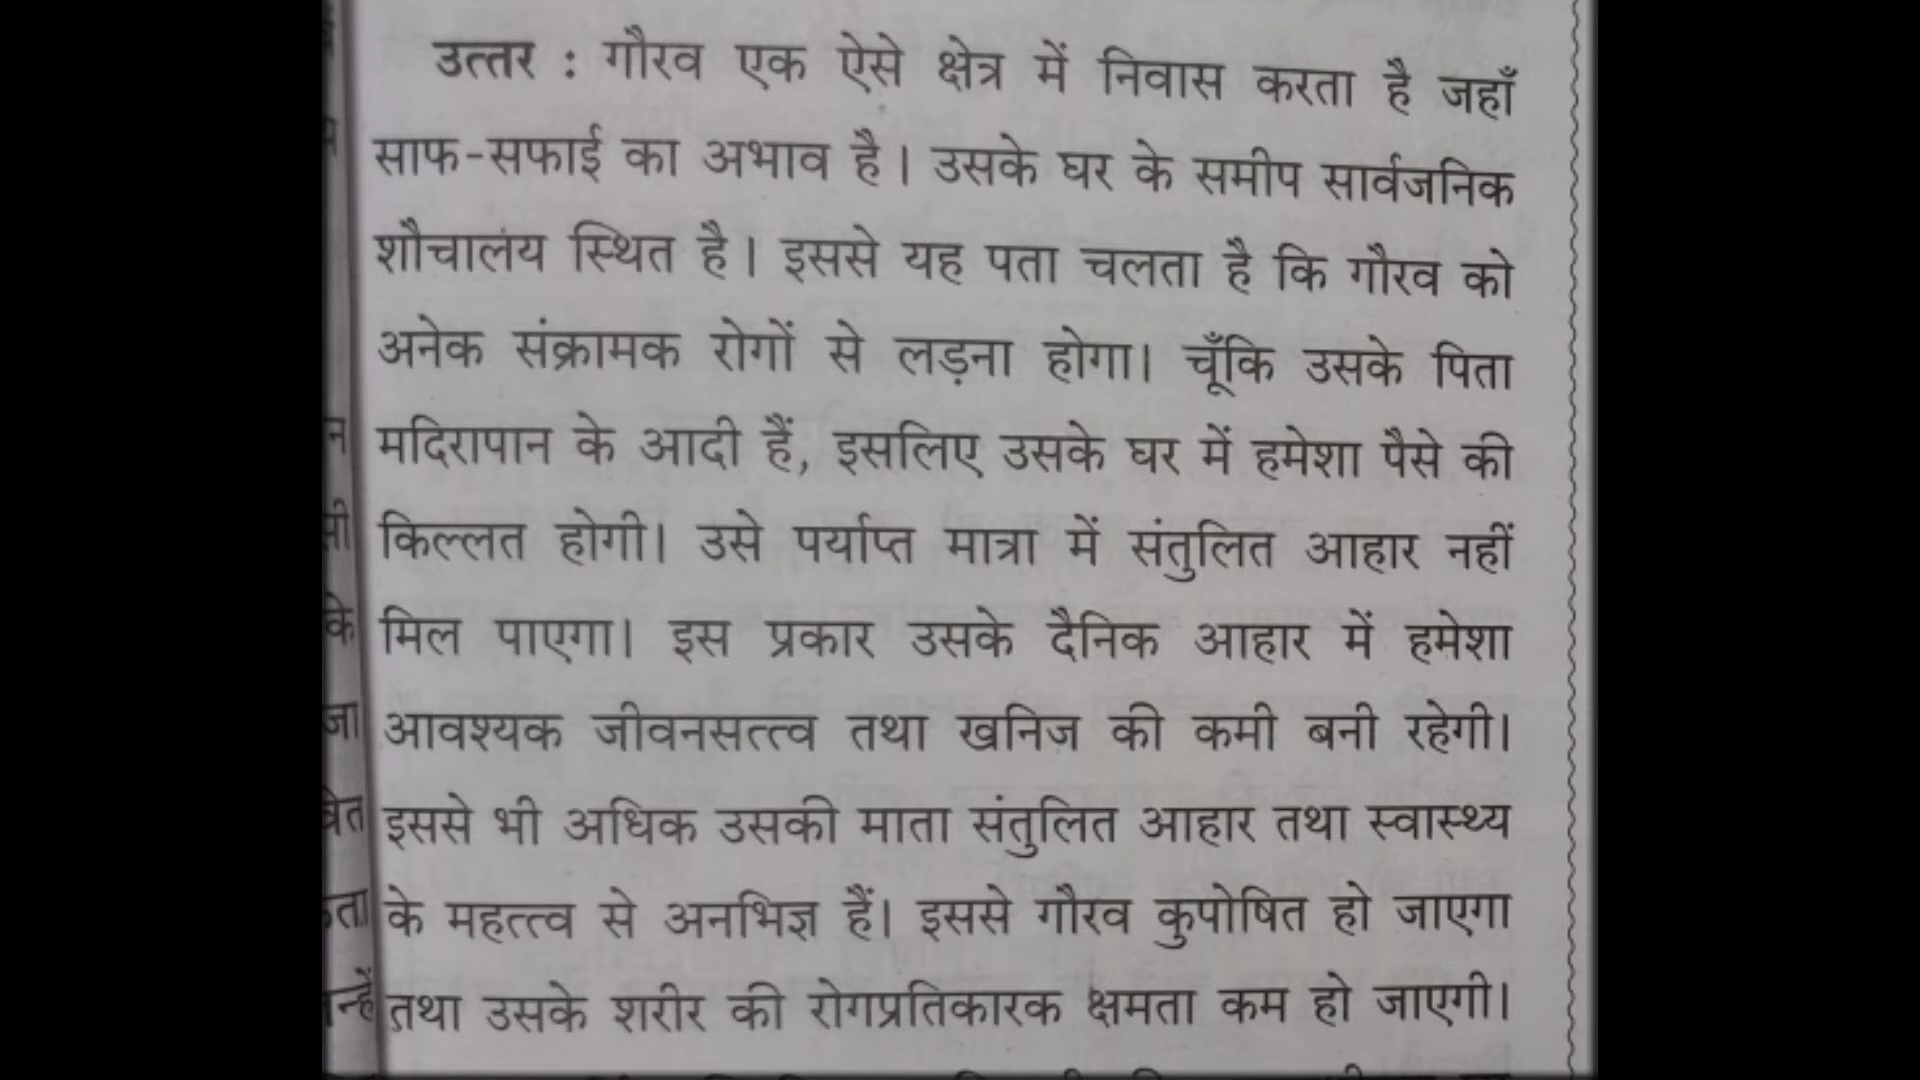 उत्तर : गौरव एक ऐसे क्षेत्र में निवास करता है जहाँ
साफ-सफाई का अभाव है। उसके घर के समीप सार्वजनिक
शौचालंय स्थित है। इससे यह पता चलता है कि गौरव को
अनेक संक्रामक रोगों से लड़ना होगा। चूँकि उसके पिता
मदिरापान के आदी हैं, इसलिए उसके घर में हमेशा पैसे की
किल्लत होगी। उसे पर्याप्त मात्रा में संतुलित आहार नहीं
मिल पाएगा। इस प्रकार उसके दैनिक आहार में हमेशा
आवश्यक जीवनसत्त्व तथा खनिज की कमी बनी रहेगी।
इससे भी अधिक उसकी माता संतुलित आहार तथा स्वास्थ्य
के महत्त्व से अनभिज्ञ हैं। इससे गौरव कुपोषित हो जाएगा
तथा उसके शरीर की रोगप्रतिकारक क्षमता कम हो जाएगी।